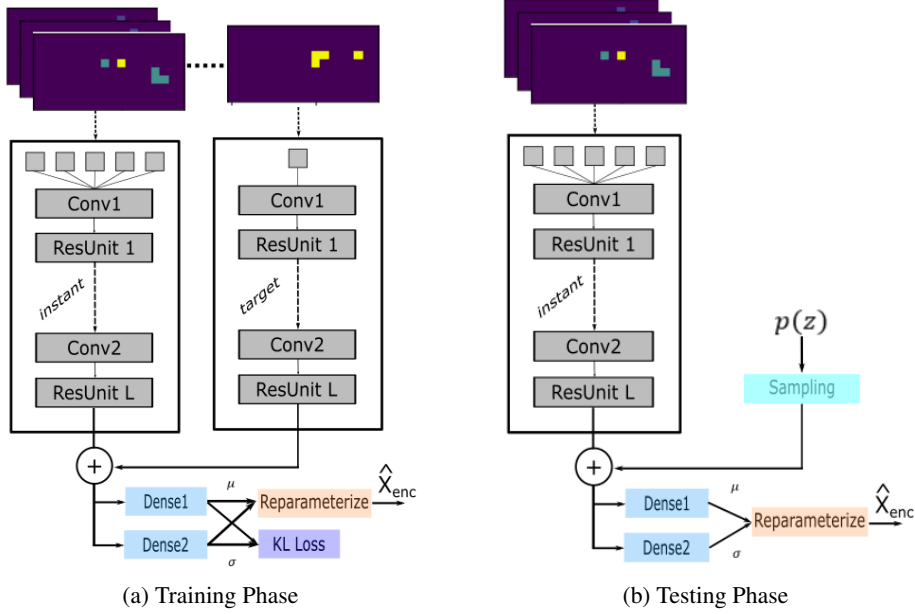 Conv1
ResUnit 1
instant
Conv2
ResUnit L
Conv1
ResUnit 1
target
Conv2
ResUnit L
+
Dense1
Dense2
μ
σ
Reparameterize
KL Loss
X̂enc
(a) Training Phase
Conv1
ResUnit 1
instant
Conv2
ResUnit L
p(z)
Sampling
+
Dense1
Dense2
μ
σ
Reparameterize
X̂enc
(b) Testing Phase